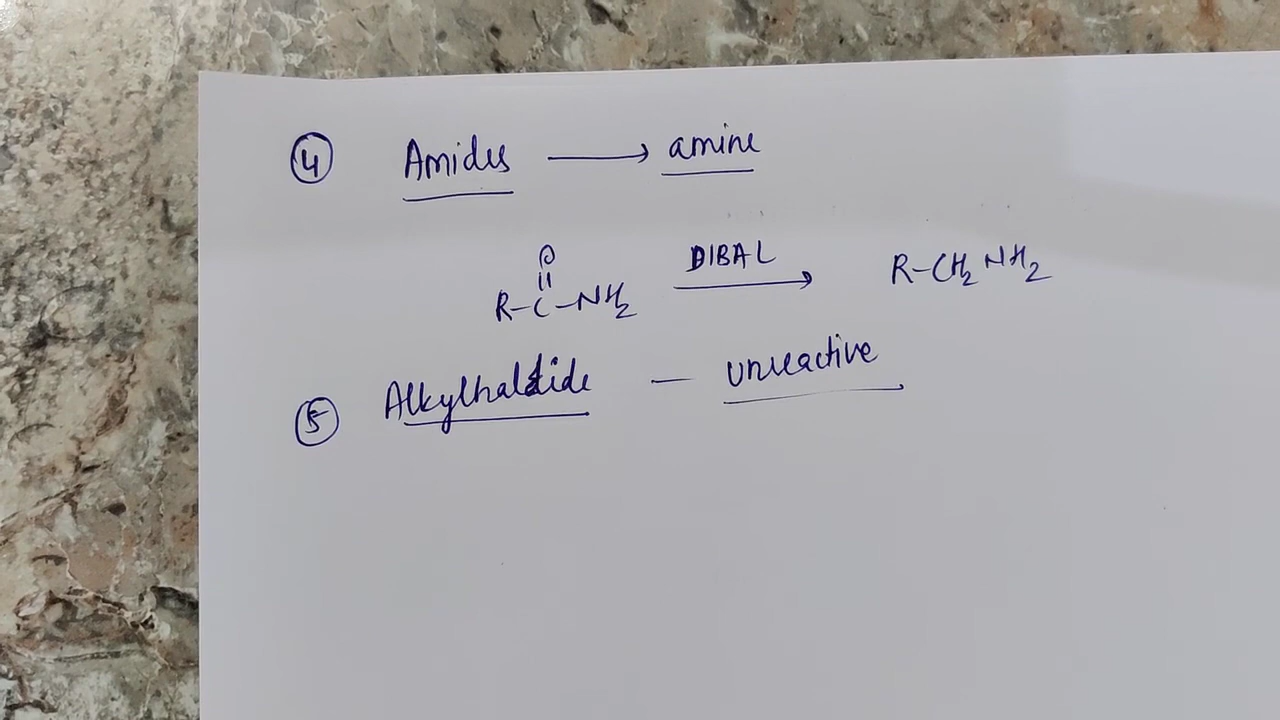 4 Amides ⟶ amine
O
R-C-NH2 DIBAL ⟶ R-CH2NH2
5 Alkylhalide — unreactive